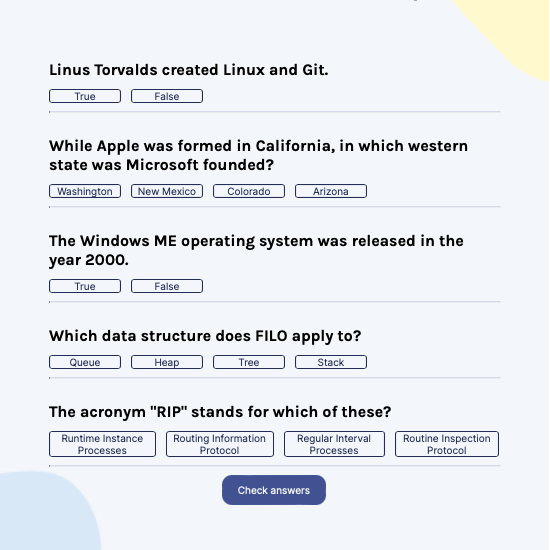 Linus Torvalds created Linux and Git.
True False
While Apple was formed in California, in which western
state was Microsoft founded?
Washington New Mexico Colorado Arizona
The Windows ME operating system was released in the
year 2000.
True False
Which data structure does FILO apply to?
Queue Heap Tree Stack
The acronym "RIP" stands for which of these?
Runtime Instance Processes
Routing Information Protocol
Regular Interval Processes
Routine Inspection Protocol
Check answers